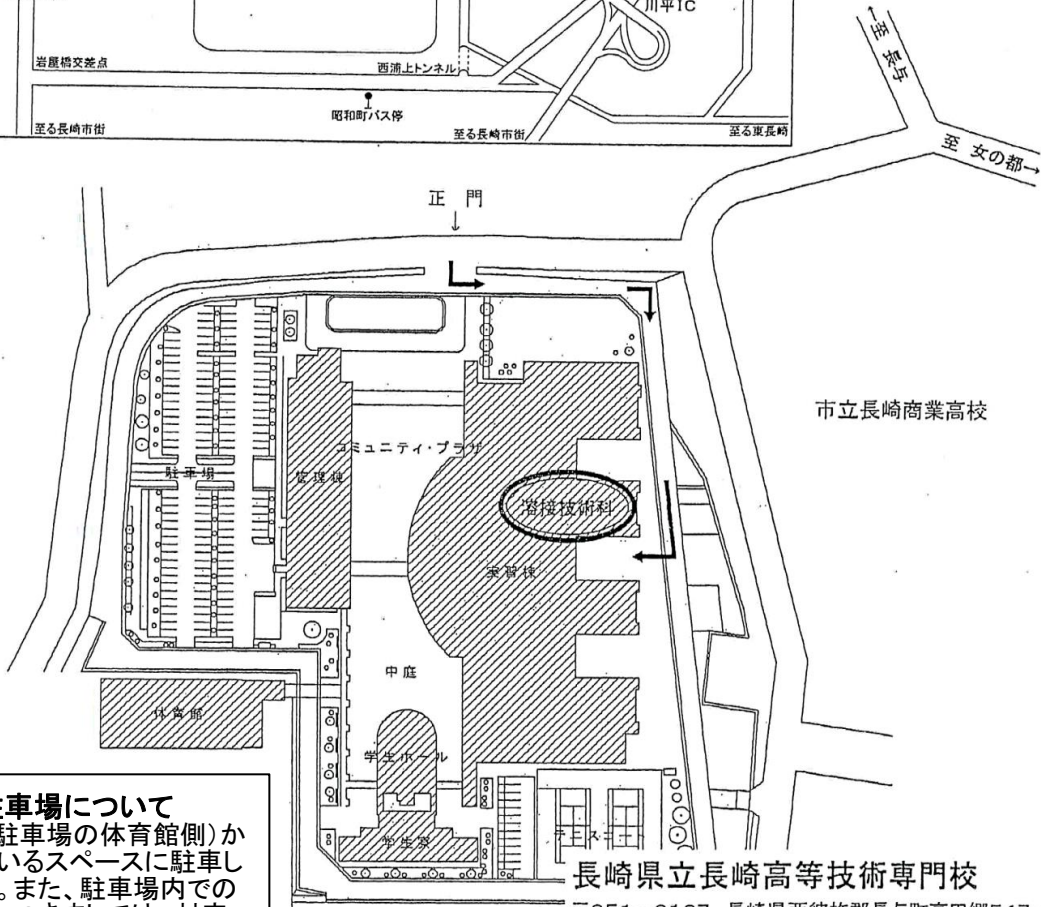 川平IC
岩屋橋交差点
西浦上トンネル
昭和町バス停
至る長崎市街
至る長崎市街
至る東長崎
←至 長与
至 女の都→
正 門
市立長崎商業高校
コミュニティ・プラザ
駐車場
管理棟
溶接技術科
実習棟
中庭
体育館
学生ホール
学生寮
テニスコート
車場について
駐車場の体育館側)か
いるスペースに駐車し
。また、駐車場内での
長崎県立長崎高等技術専門校